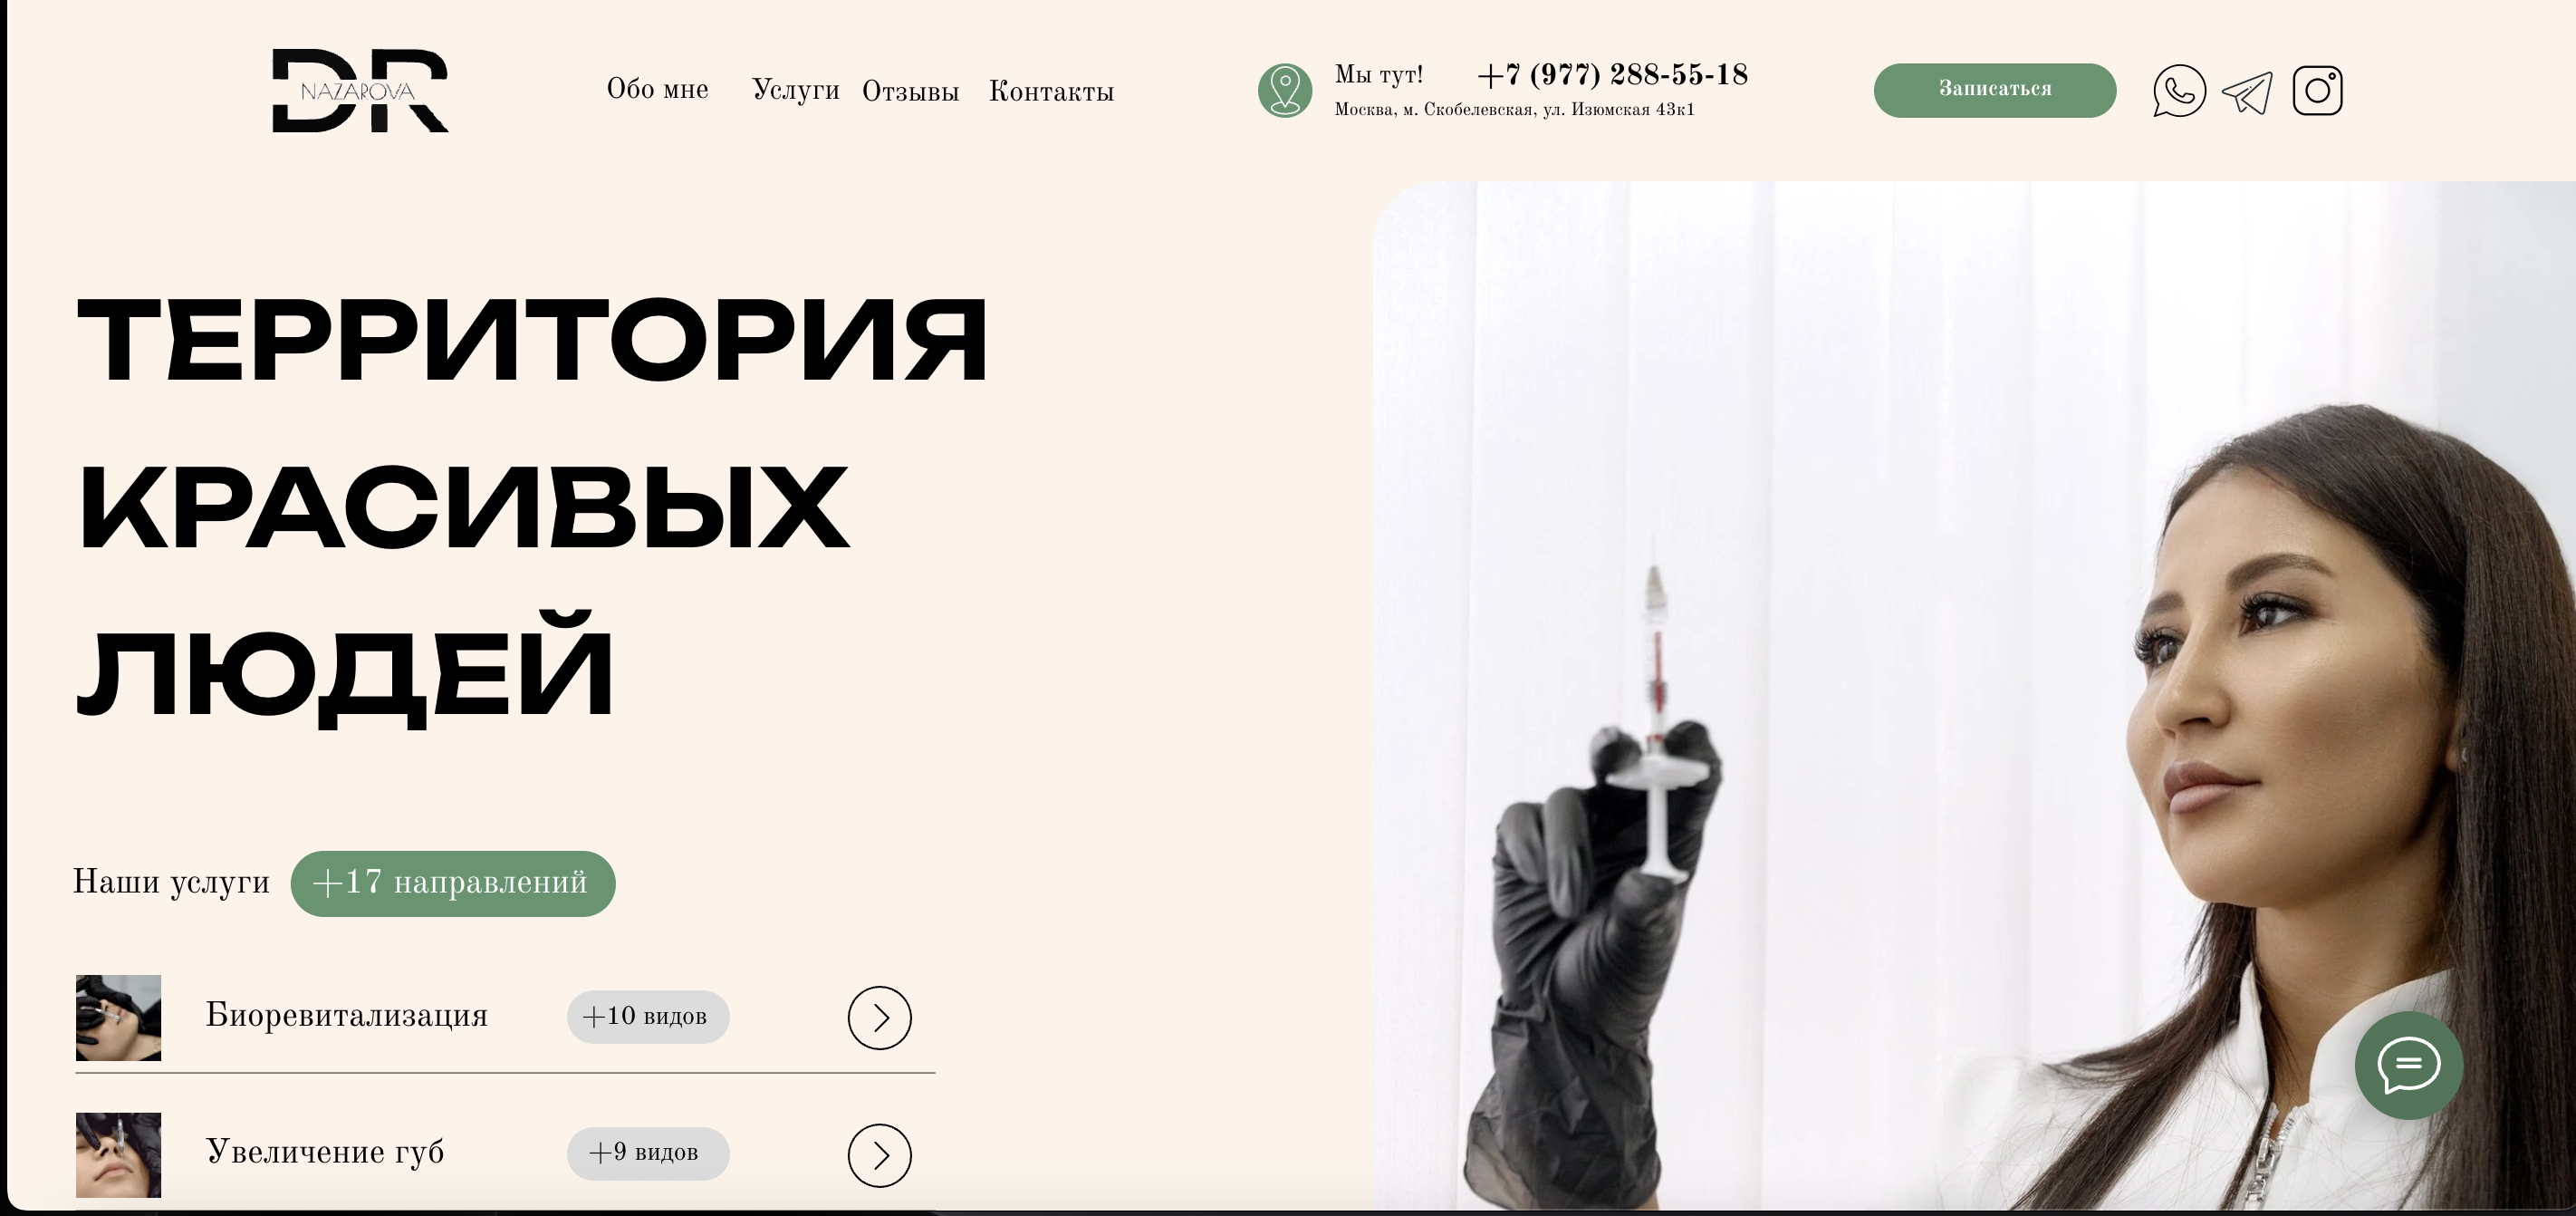 DR
NAZAROVA
Обо мне Услуги Отзывы Контакты
Мы тут! +7 (977) 288-55-18
Москва, м. Скобелевская, ул. Изюмская 43к1
Записаться
ТЕРРИТОРИЯ
КРАСИВЫХ
ЛЮДЕЙ
Наши услуги +17 направлений
Биоревитализация +10 видов
Увеличение губ +9 видов